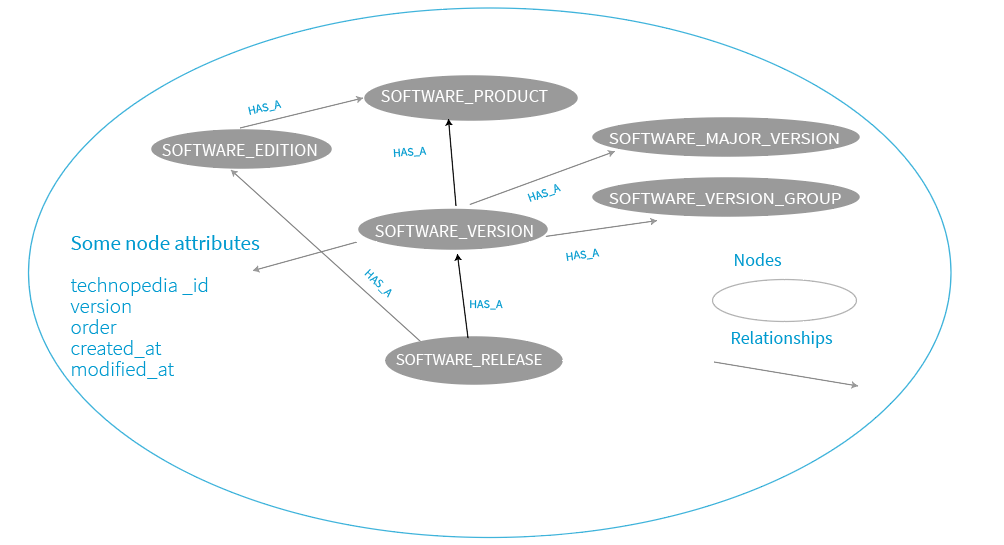 SOFTWARE_PRODUCT
HAS_A
SOFTWARE_EDITION
HAS_A
SOFTWARE_MAJOR_VERSION
HAS_A
SOFTWARE_VERSION_GROUP
SOFTWARE_VERSION
HAS_A
Some node attributes
technopedia _id
version
order
created_at
modified_at
HAS_A
HAS_A
SOFTWARE_RELEASE
Nodes
Relationships